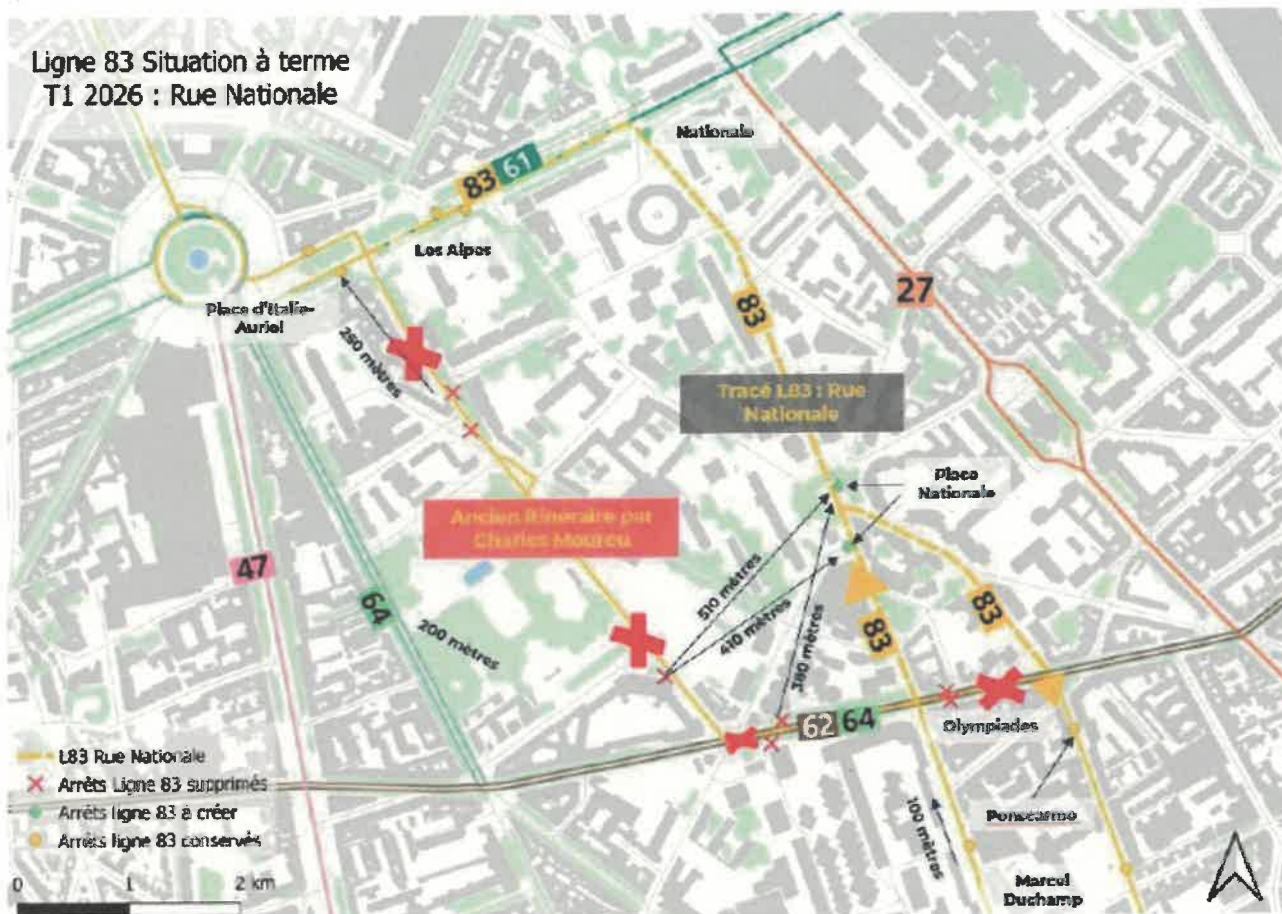 Ligne 83 Situation à terme
T1 2026 : Rue Nationale
Nationale
83 61
Les Alpes
27
Place d'Italie-
Auriol
83
250 mètres
Tracé L83 : Rue
Nationale
Place
Nationale
Ancien itinéraire par
Charles Moureu
47
64
510 mètres
410 mètres
380 mètres
83
83
200 mètres
62 64
Olympiades
L83 Rue Nationale
Arrêts Ligne 83 supprimés
Arrêts ligne 83 à créer
Arrêts ligne 83 conservés
Ponscarme
100 mètres
0 1 2 km
Marcel
Duchamp